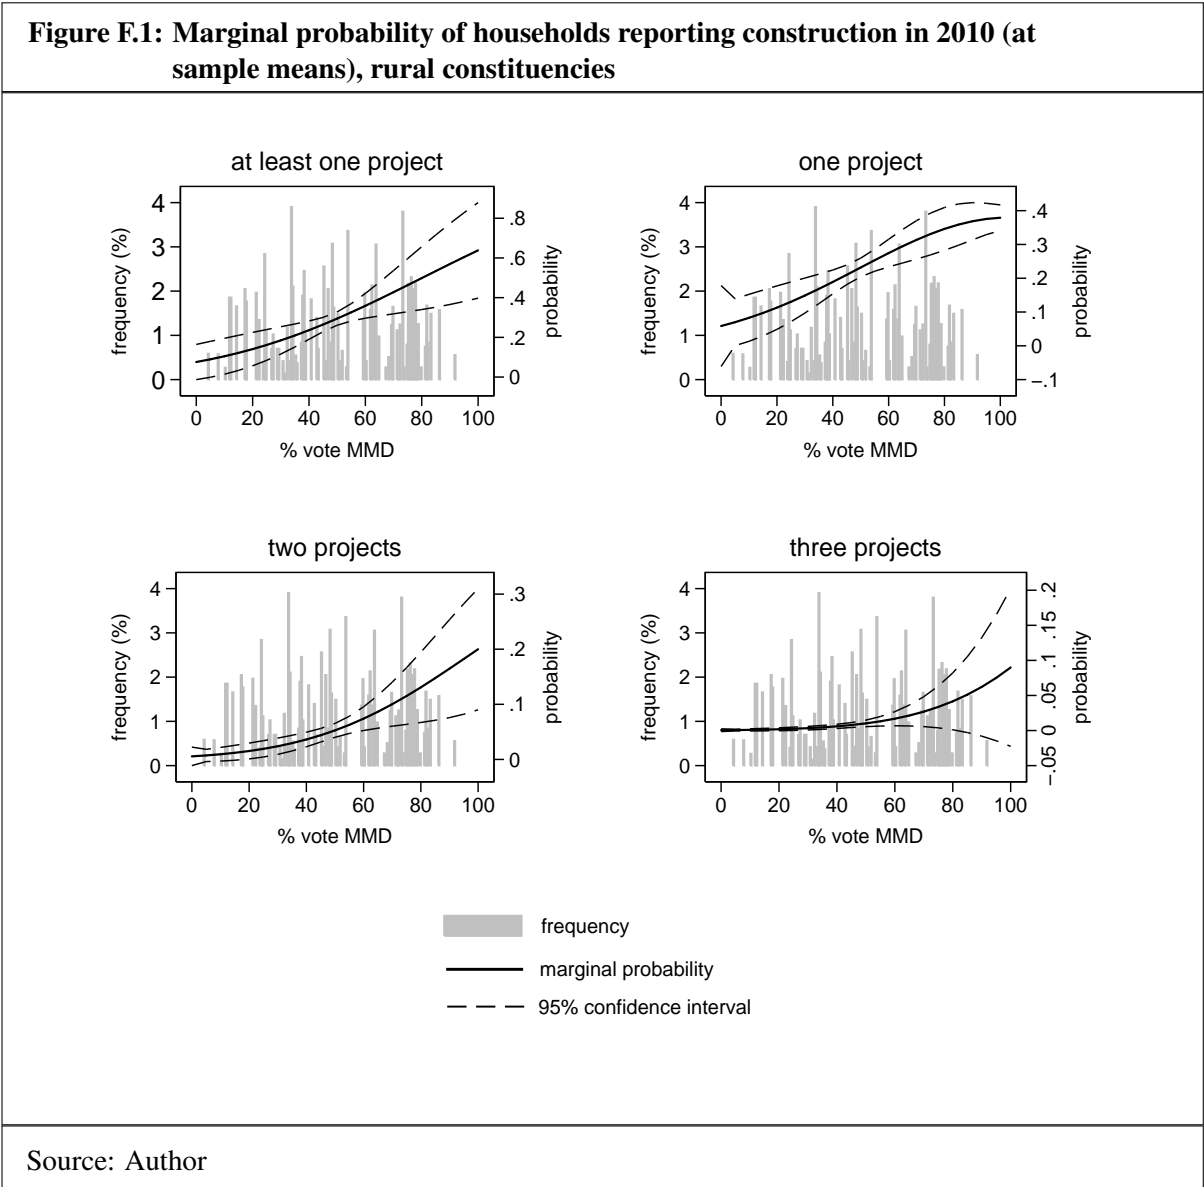 Figure F.1: Marginal probability of households reporting construction in 2010 (at
sample means), rural constituencies
at least one project
frequency (%)
4
3
2
1
0
.8
.6
.4
.2
0
probability
0 20 40 60 80 100
% vote MMD
one project
frequency (%)
4
3
2
1
0
.4
.3
.2
.1
0
−.1
probability
0 20 40 60 80 100
% vote MMD
two projects
frequency (%)
4
3
2
1
0
.3
.2
.1
0
probability
0 20 40 60 80 100
% vote MMD
three projects
frequency (%)
4
3
2
1
0
−.05 0 .05 .1 .15 .2
probability
0 20 40 60 80 100
% vote MMD
frequency
marginal probability
95% confidence interval
Source: Author